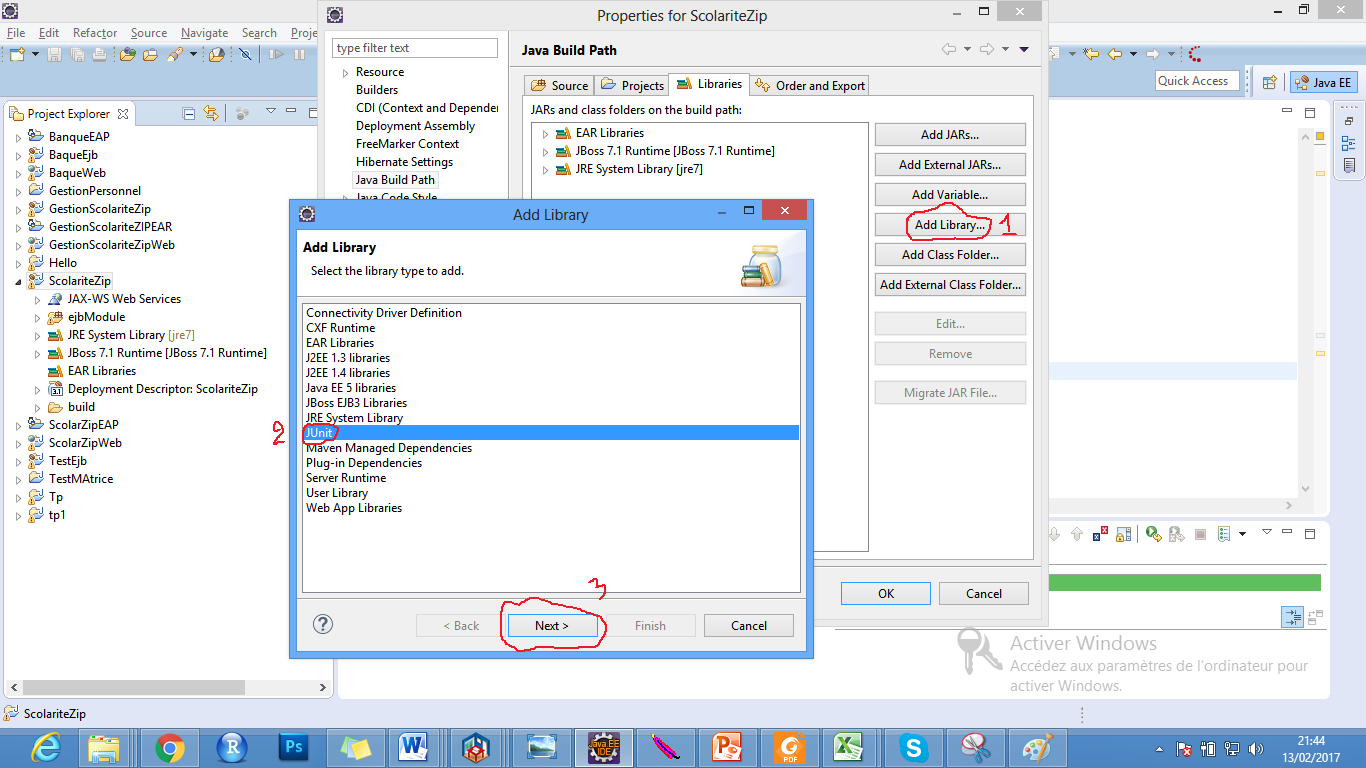 Properties for ScolariteZip
File Edit Refactor Source Navigate Search Proje
type filter text
Java Build Path
Resource
Builders
CDI (Context and Depender
Deployment Assembly
FreeMarker Context
Hibernate Settings
Java Build Path
Java Code Style
Source Projects Libraries Order and Export
JARs and class folders on the build path:
EAR Libraries
JBoss 7.1 Runtime [JBoss 7.1 Runtime]
JRE System Library [jre7]
Add JARs...
Add External JARs...
Add Variable...
Add Library... 1
Add Class Folder...
Add External Class Folder...
Edit...
Remove
Migrate JAR File...
OK Cancel
Quick Access Java EE
Project Explorer
BanqueEAP
BaqueEjb
BaqueWeb
GestionPersonnel
GestionScolariteZip
GestionScolariteZIPEAR
GestionScolariteZipWeb
Hello
ScolariteZip
JAX-WS Web Services
ejbModule
JRE System Library [jre7]
JBoss 7.1 Runtime [JBoss 7.1 Runtime]
EAR Libraries
3.1 Deployment Descriptor: ScolariteZip
build
ScolarZipEAP
ScolarZipWeb
TestEjb
TestMAtrice
Tp
tp1
Add Library
Add Library
Select the library type to add.
Connectivity Driver Definition
CXF Runtime
EAR Libraries
J2EE 1.3 libraries
J2EE 1.4 libraries
Java EE 5 libraries
JBoss EJB3 Libraries
JRE System Library
2 JUnit
Maven Managed Dependencies
Plug-in Dependencies
Server Runtime
User Library
Web App Libraries
3
? < Back Next > Finish Cancel
Activer Windows
Accédez aux paramètres de l'ordinateur pour
activer Windows.
ScolariteZip
R Ps W Java EE IDE P PDF X S
21:44
13/02/2017